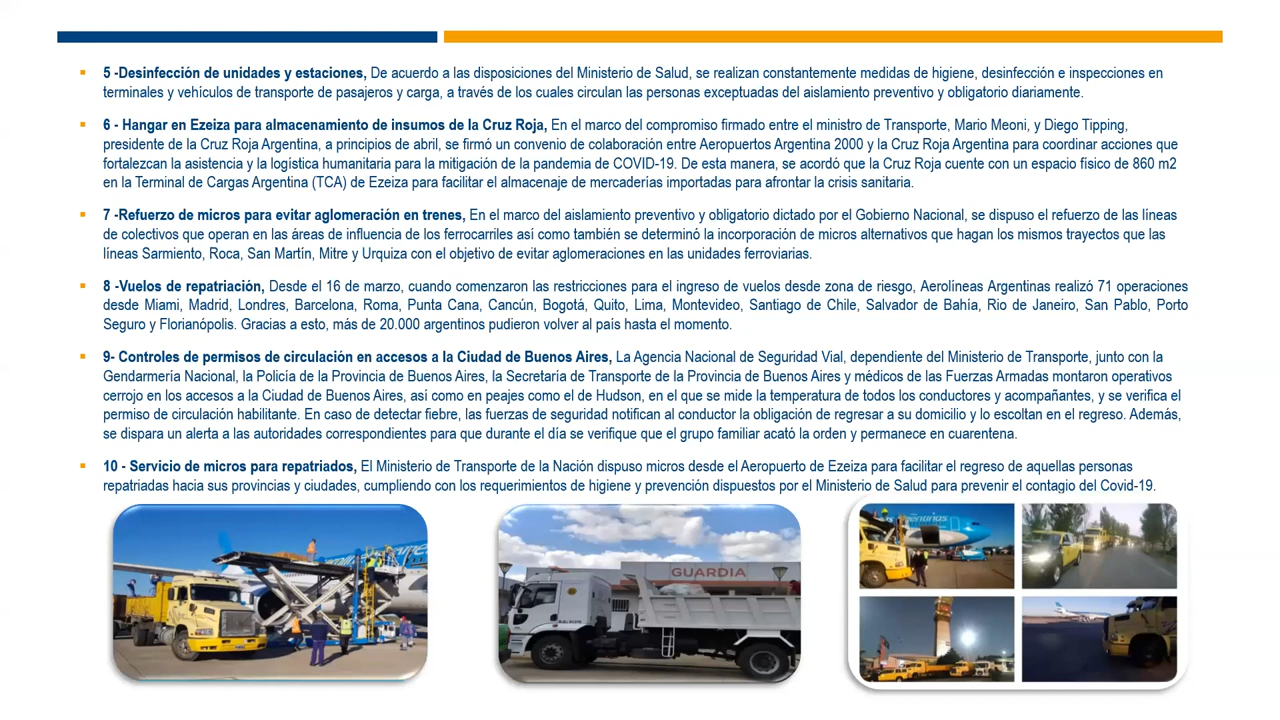 5 -Desinfección de unidades y estaciones, De acuerdo a las disposiciones del Ministerio de Salud, se realizan constantemente medidas de higiene, desinfección e inspecciones en
terminales y vehículos de transporte de pasajeros y carga, a través de los cuales circulan las personas exceptuadas del aislamiento preventivo y obligatorio diariamente.
6 - Hangar en Ezeiza para almacenamiento de insumos de la Cruz Roja, En el marco del compromiso firmado entre el ministro de Transporte, Mario Meoni, y Diego Tipping,
presidente de la Cruz Roja Argentina, a principios de abril, se firmó un convenio de colaboración entre Aeropuertos Argentina 2000 y la Cruz Roja Argentina para coordinar acciones que
fortalezcan la asistencia y la logística humanitaria para la mitigación de la pandemia de COVID-19. De esta manera, se acordó que la Cruz Roja cuente con un espacio físico de 860 m2
en la Terminal de Cargas Argentina (TCA) de Ezeiza para facilitar el almacenaje de mercaderías importadas para afrontar la crisis sanitaria.
7 -Refuerzo de micros para evitar aglomeración en trenes, En el marco del aislamiento preventivo y obligatorio dictado por el Gobierno Nacional, se dispuso el refuerzo de las líneas
de colectivos que operan en las áreas de influencia de los ferrocarriles así como también se determinó la incorporación de micros alternativos que hagan los mismos trayectos que las
líneas Sarmiento, Roca, San Martín, Mitre y Urquiza con el objetivo de evitar aglomeraciones en las unidades ferroviarias.
8 -Vuelos de repatriación, Desde el 16 de marzo, cuando comenzaron las restricciones para el ingreso de vuelos desde zona de riesgo, Aerolíneas Argentinas realizó 71 operaciones
desde Miami, Madrid, Londres, Barcelona, Roma, Punta Cana, Cancún, Bogotá, Quito, Lima, Montevideo, Santiago de Chile, Salvador de Bahía, Rio de Janeiro, San Pablo, Porto
Seguro y Florianópolis. Gracias a esto, más de 20.000 argentinos pudieron volver al país hasta el momento.
9- Controles de permisos de circulación en accesos a la Ciudad de Buenos Aires, La Agencia Nacional de Seguridad Vial, dependiente del Ministerio de Transporte, junto con la
Gendarmería Nacional, la Policía de la Provincia de Buenos Aires, la Secretaría de Transporte de la Provincia de Buenos Aires y médicos de las Fuerzas Armadas montaron operativos
cerrojo en los accesos a la Ciudad de Buenos Aires, así como en peajes como el de Hudson, en el que se mide la temperatura de todos los conductores y acompañantes, y se verifica el
permiso de circulación habilitante. En caso de detectar fiebre, las fuerzas de seguridad notifican al conductor la obligación de regresar a su domicilio y lo escoltan en el regreso. Además,
se dispara un alerta a las autoridades correspondientes para que durante el día se verifique que el grupo familiar acató la orden y permanece en cuarentena.
10 - Servicio de micros para repatriados, El Ministerio de Transporte de la Nación dispuso micros desde el Aeropuerto de Ezeiza para facilitar el regreso de aquellas personas
repatriadas hacia sus provincias y ciudades, cumpliendo con los requerimientos de higiene y prevención dispuestos por el Ministerio de Salud para prevenir el contagio del Covid-19.
GUARDIA